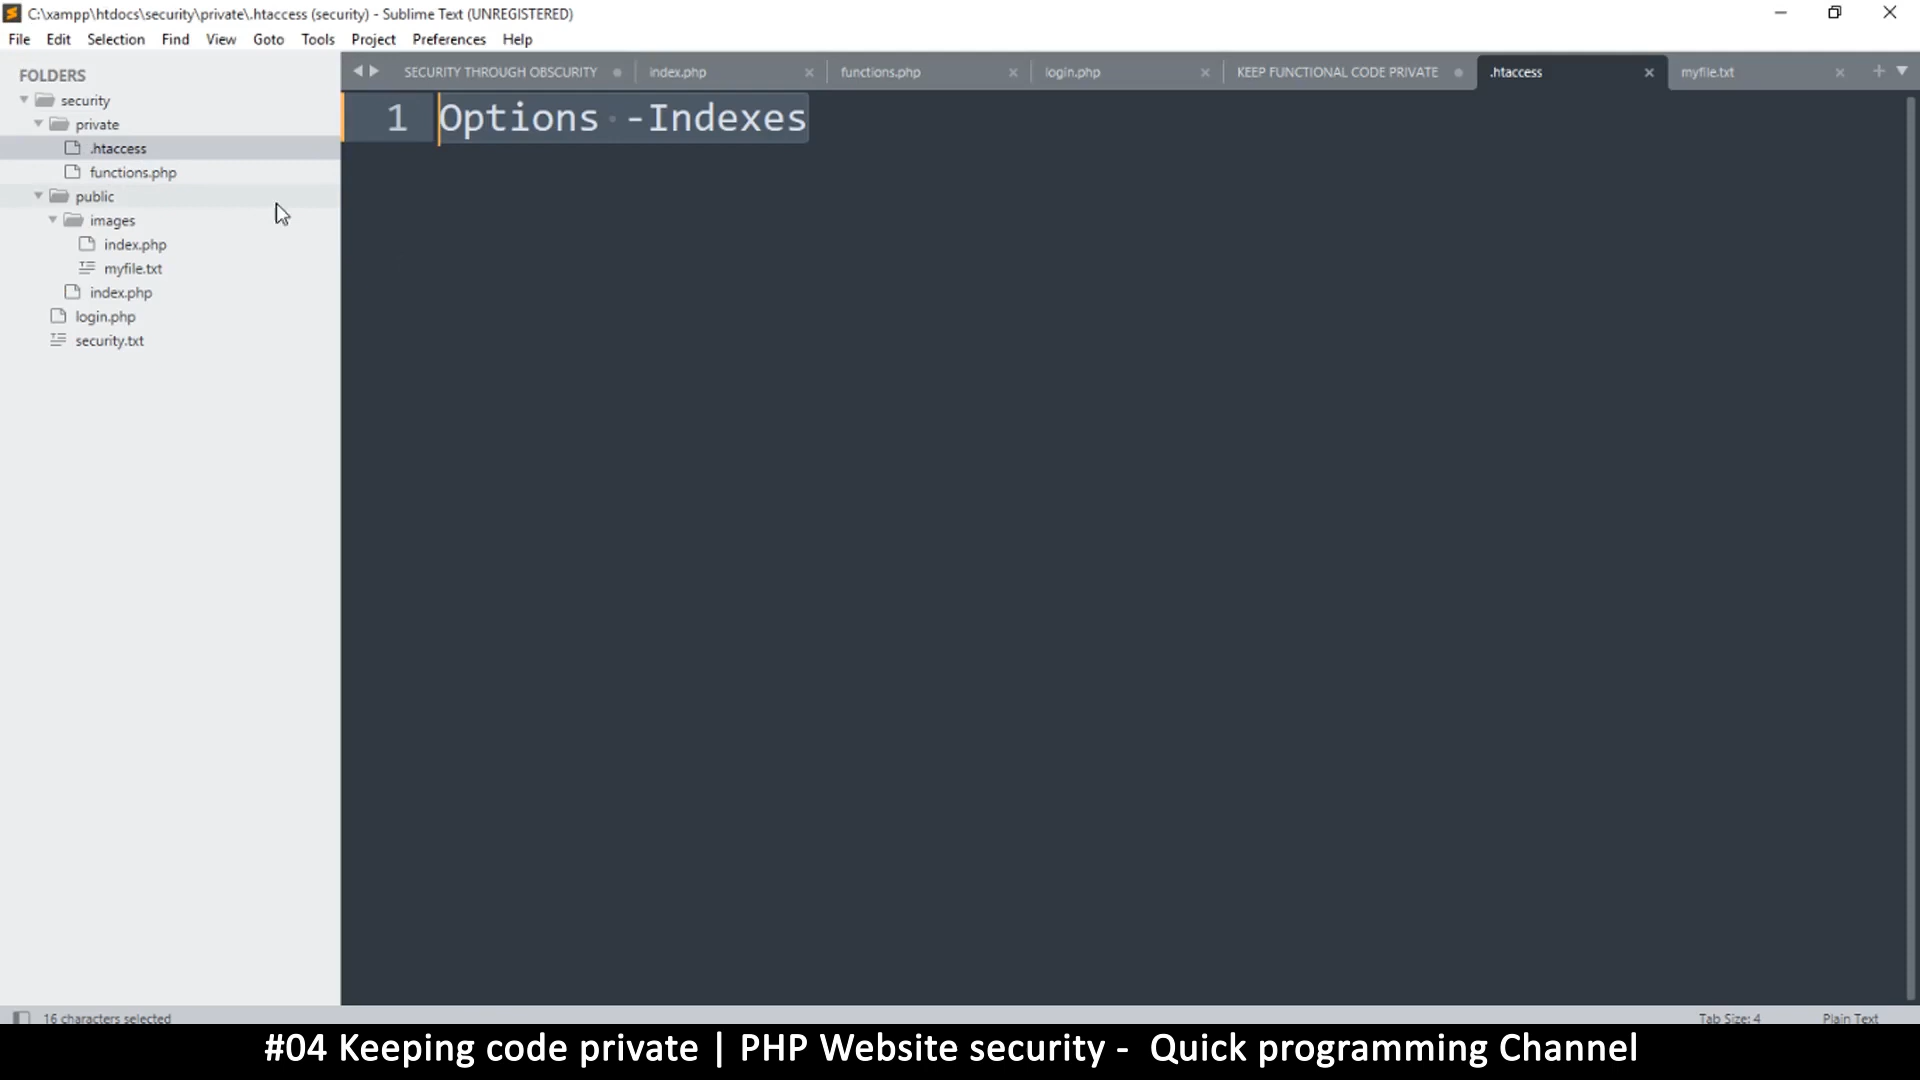 C:\xampp\htdocs\security\private\.htaccess (security) - Sublime Text (UNREGISTERED)
File Edit Selection Find View Goto Tools Project Preferences Help
SECURITY THROUGH OBSCURITY index.php functions.php login.php KEEP FUNCTIONAL CODE PRIVATE .htaccess myfile.txt
FOLDERS
security
private
.htaccess
functions.php
public
images
index.php
myfile.txt
index.php
login.php
security.txt
1 Options -Indexes
16 characters selected Tab Size: 4 Plain Text
#04 Keeping code private | PHP Website security - Quick programming Channel